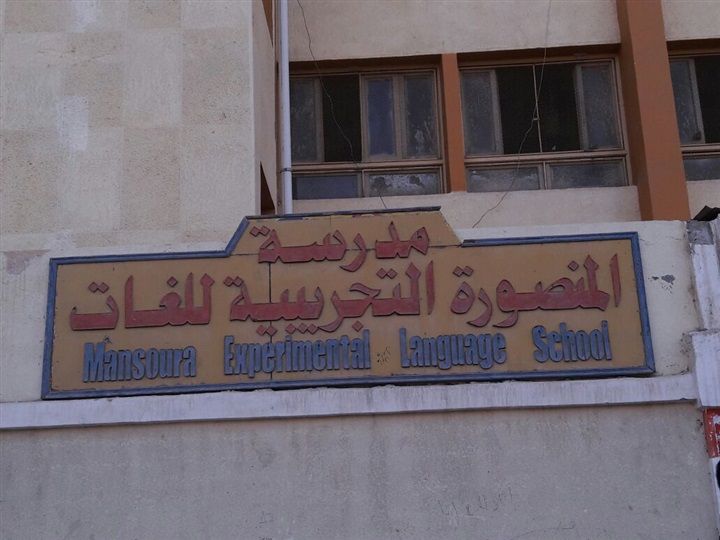 مدرسة
المنصورة التجريبية للغات
Mansoura Experimental Language School